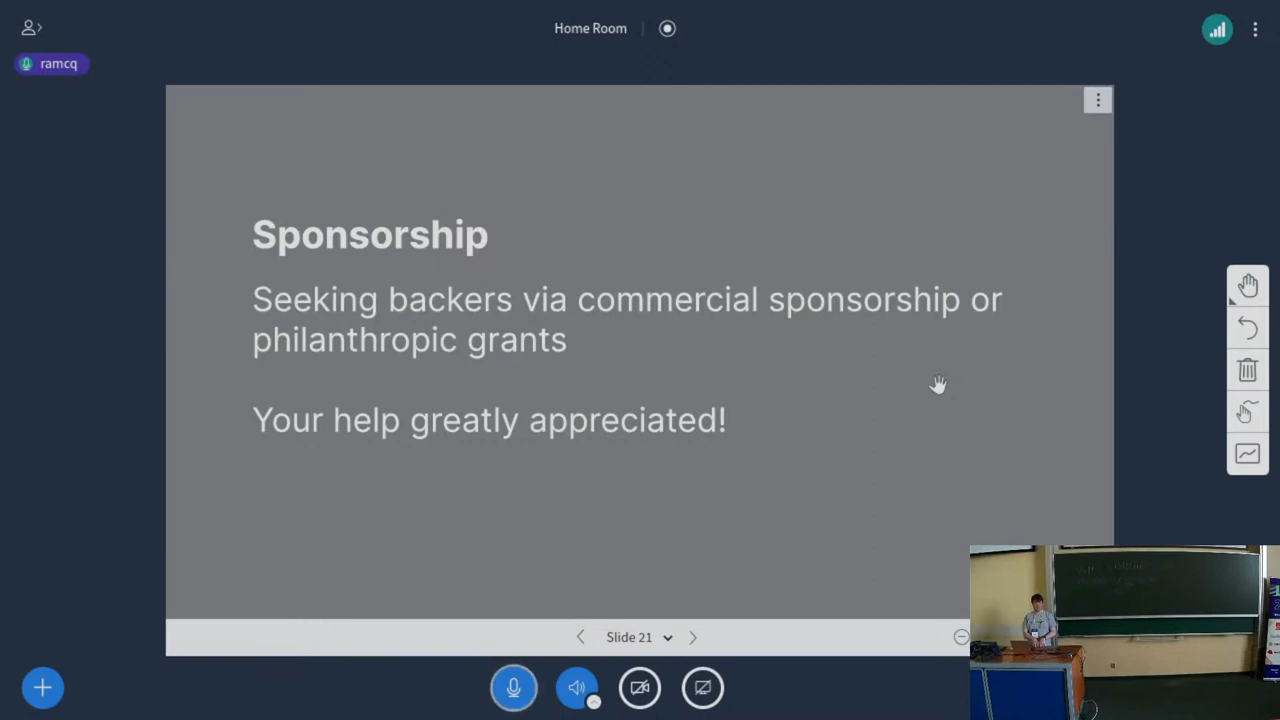 Home Room
ramcq
Sponsorship
Seeking backers via commercial sponsorship or
philanthropic grants
Your help greatly appreciated!
Slide 21